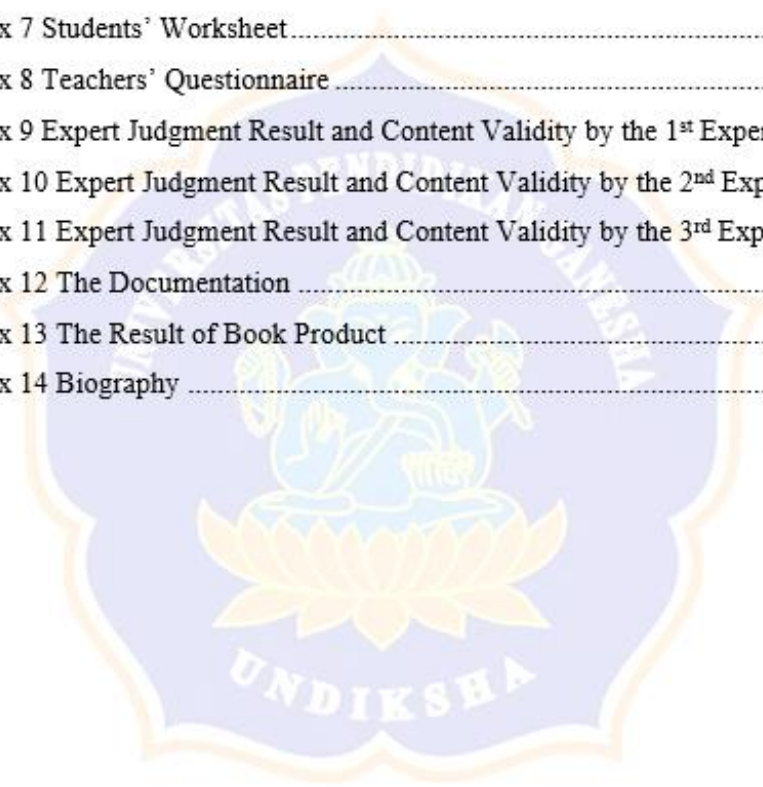 x 7 Students’ Worksheet
x 8 Teachers’ Questionnaire
x 9 Expert Judgment Result and Content Validity by the 1st Exper
x 10 Expert Judgment Result and Content Validity by the 2nd Exp
x 11 Expert Judgment Result and Content Validity by the 3rd Exp
x 12 The Documentation
x 13 The Result of Book Product
x 14 Biography
UNIVERSITAS PENDIDIKAN GANESHA
UNDIKSHA